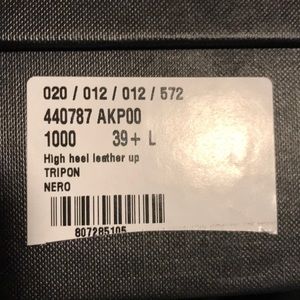 020 / 012 / 012 / 572
440787 AKP00
1000 39+ L
High heel leather up
TRIPON
NERO
807285105